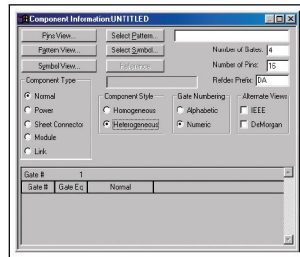 Component Information:UNTITLED
Pins View... Select Pattern...
Pattern View... Select Symbol... Number of Gates: 4
Symbol View... Reference Number of Pins: 16
Component Type Refdes Prefix: DA
Normal Component Style Gate Numbering Alternate Views
Power Homogeneous Alphabetic IEEE
Sheet Connector Heterogeneous Numeric DeMorgan
Module
Link
Gate # 1
Gate # Gate Eq Normal